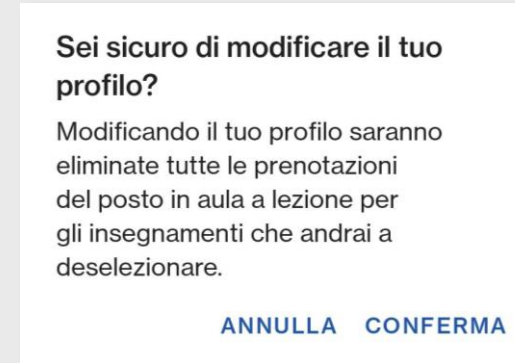 Sei sicuro di modificare il tuo
profilo?
Modificando il tuo profilo saranno
eliminate tutte le prenotazioni
del posto in aula a lezione per
gli insegnamenti che andrai a
deselezionare.
ANNULLA CONFERMA